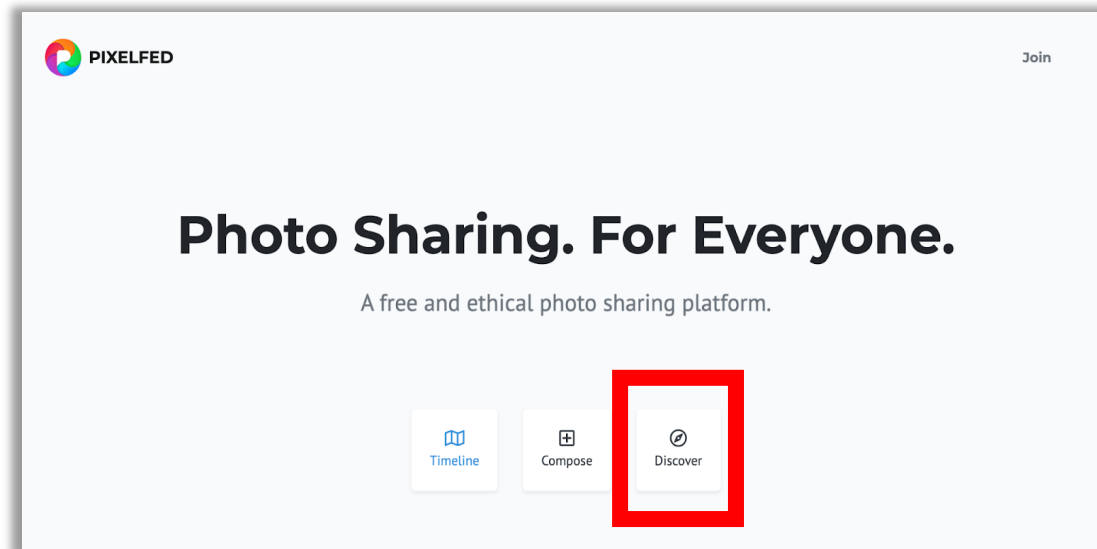 PIXELFED
Join
Photo Sharing. For Everyone.
A free and ethical photo sharing platform.
Timeline
Compose
Discover